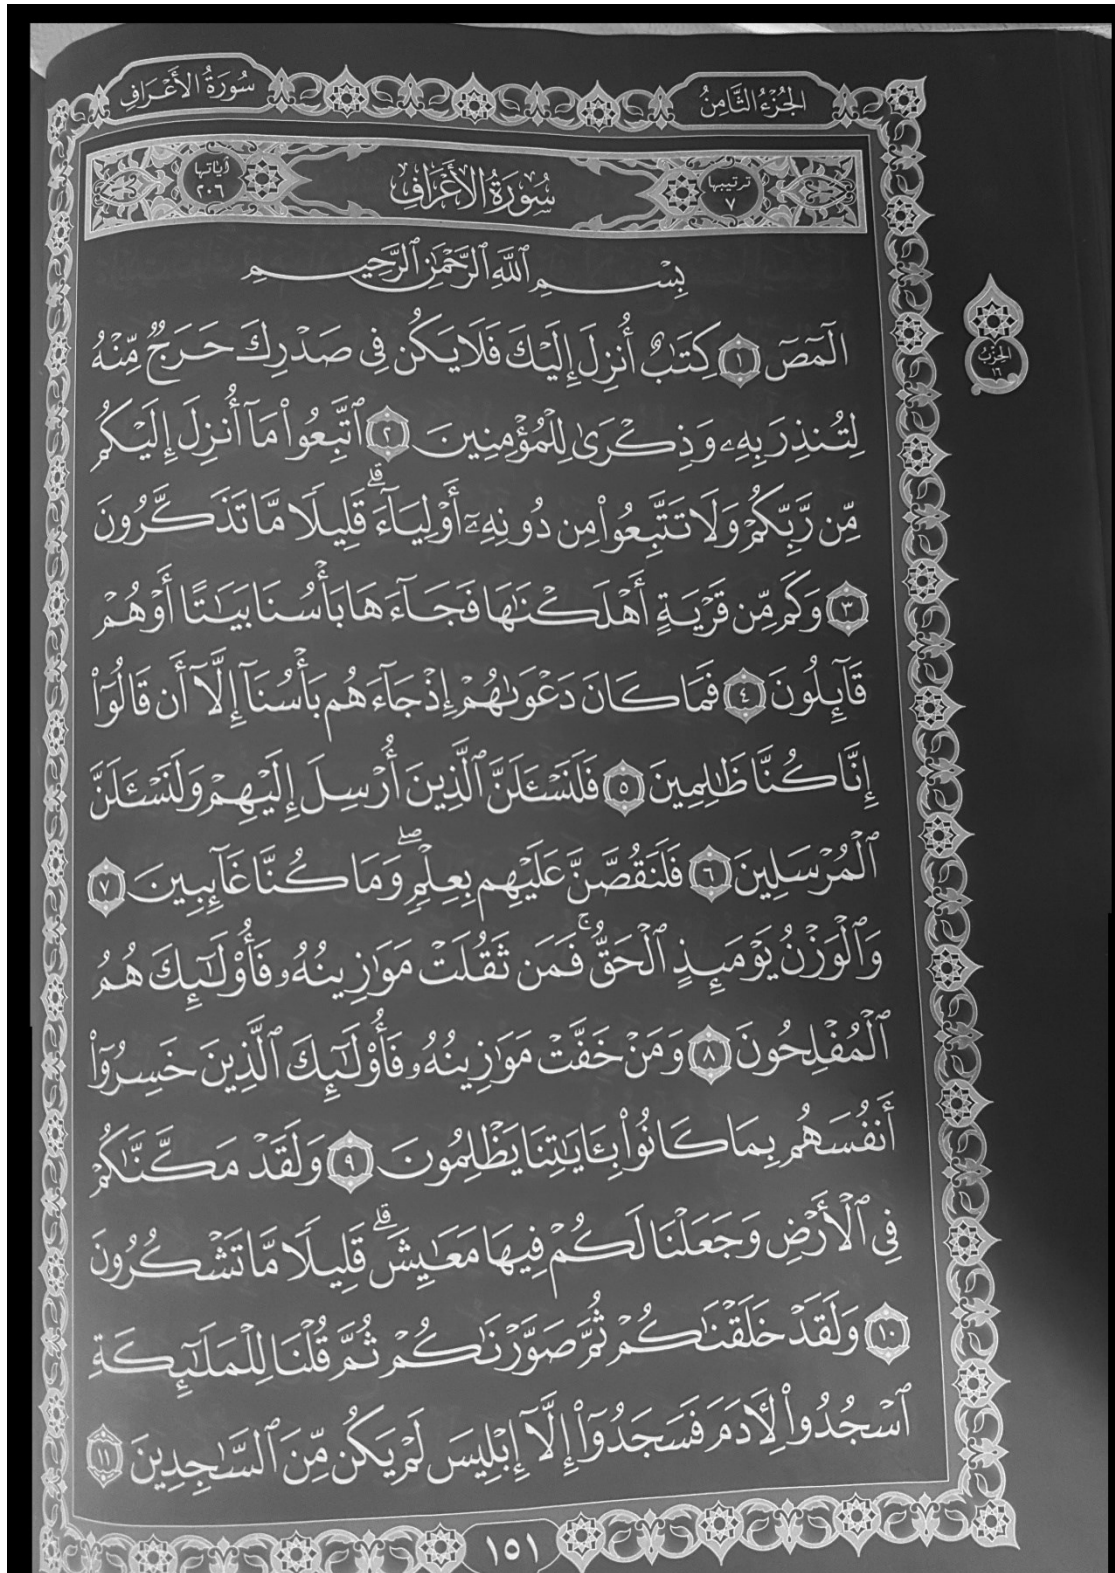 الجُزْءُ الثَّامِنُ
سُورَةُ الأَعْرَافِ
ترتيبها
٧
سُورَةُ الأَعْرَافِ
ءاياتها
٢٠٦
بِسْمِ ٱللَّهِ ٱلرَّحْمَٰنِ ٱلرَّحِيمِ
الٓمٓصٓ ١ كِتَٰبٌ أُنزِلَ إِلَيْكَ فَلَا يَكُن فِى صَدْرِكَ حَرَجٌ مِّنْهُ
لِتُنذِرَ بِهِۦ وَذِكْرَىٰ لِلْمُؤْمِنِينَ ٢ ٱتَّبِعُوا۟ مَآ أُنزِلَ إِلَيْكُم
مِّن رَّبِّكُمْ وَلَا تَتَّبِعُوا۟ مِن دُونِهِۦٓ أَوْلِيَآءَ ۗ قَلِيلًا مَّا تَذَكَّرُونَ
٣ وَكَم مِّن قَرْيَةٍ أَهْلَكْنَٰهَا فَجَآءَهَا بَأْسُنَا بَيَٰتًا أَوْ هُمْ
قَآئِلُونَ ٤ فَمَا كَانَ دَعْوَىٰهُمْ إِذْ جَآءَهُم بَأْسُنَآ إِلَّآ أَن قَالُوٓا۟
إِنَّا كُنَّا ظَٰلِمِينَ ٥ فَلَنَسْـَٔلَنَّ ٱلَّذِينَ أُرْسِلَ إِلَيْهِمْ وَلَنَسْـَٔلَنَّ
ٱلْمُرْسَلِينَ ٦ فَلَنَقُصَّنَّ عَلَيْهِم بِعِلْمٍ ۖ وَمَا كُنَّا غَآئِبِينَ ٧
وَٱلْوَزْنُ يَوْمَئِذٍ ٱلْحَقُّ ۚ فَمَن ثَقُلَتْ مَوَٰزِينُهُۥ فَأُو۟لَٰٓئِكَ هُمُ
ٱلْمُفْلِحُونَ ٨ وَمَنْ خَفَّتْ مَوَٰزِينُهُۥ فَأُو۟لَٰٓئِكَ ٱلَّذِينَ خَسِرُوٓا۟
أَنفُسَهُم بِمَا كَانُوا۟ بِـَٔايَٰتِنَا يَظْلِمُونَ ٩ وَلَقَدْ مَكَّنَّٰكُمْ
فِى ٱلْأَرْضِ وَجَعَلْنَا لَكُمْ فِيهَا مَعَٰيِشَ ۗ قَلِيلًا مَّا تَشْكُرُونَ
١٠ وَلَقَدْ خَلَقْنَٰكُمْ ثُمَّ صَوَّرْنَٰكُمْ ثُمَّ قُلْنَا لِلْمَلَٰٓئِكَةِ
ٱسْجُدُوا۟ لِـَٔادَمَ فَسَجَدُوٓا۟ إِلَّآ إِبْلِيسَ لَمْ يَكُن مِّنَ ٱلسَّٰجِدِينَ ١١
الحِزْبُ
١٦
١٥١